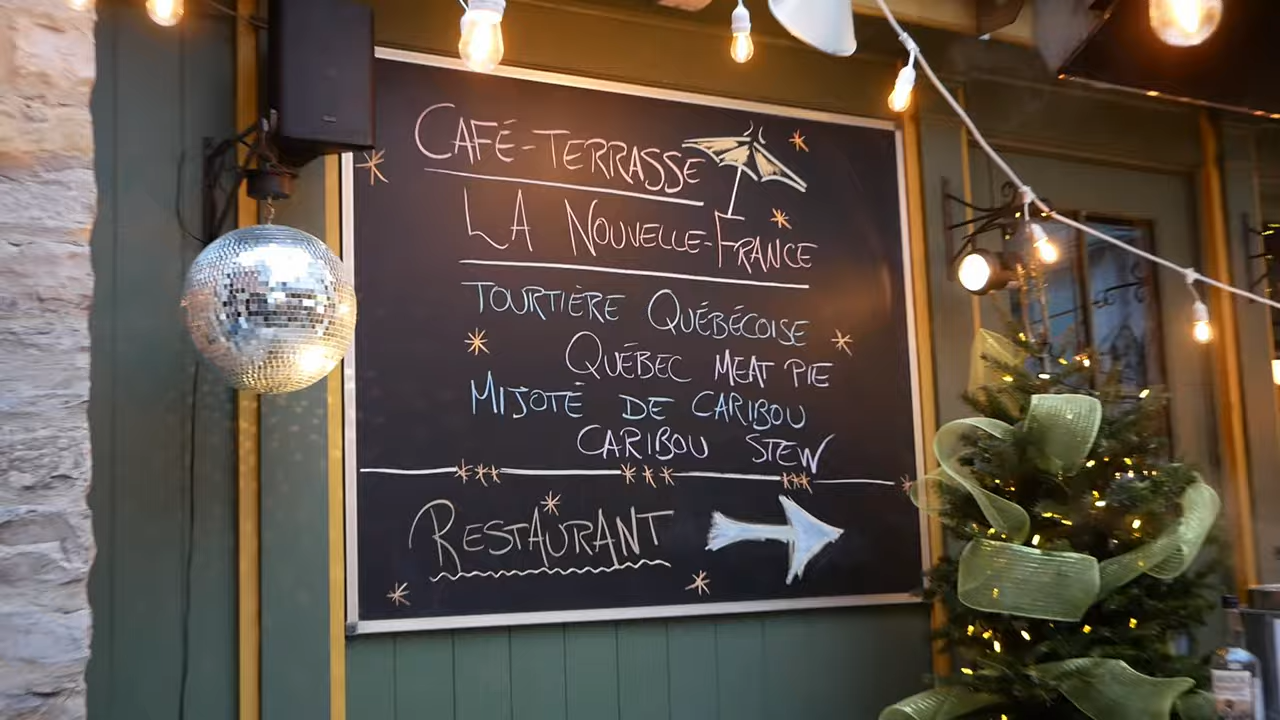 CAFÉ-TERRASSE
LA NOUVELLE-FRANCE
TOURTIÈRE QUÉBÉCOISE
QUÉBEC MEAT PIE
MIJOTÉ DE CARIBOU
CARIBOU STEW
RESTAURANT